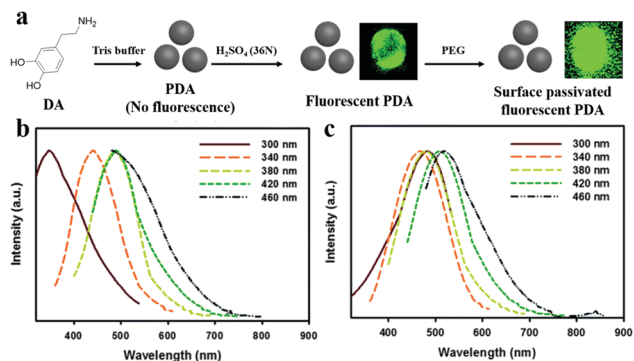 a
NH₂
HO
HO
DA
Tris buffer
PDA
(No fluorescence)
H₂SO₄ (36N)
Fluorescent PDA
PEG
Surface passivated
fluorescent PDA
b
300 nm
340 nm
380 nm
420 nm
460 nm
Intensity (a.u.)
400 500 600 700 800 900
Wavelength (nm)
c
300 nm
340 nm
380 nm
420 nm
460 nm
Intensity (a.u.)
400 500 600 700 800 900
Wavelength (nm)